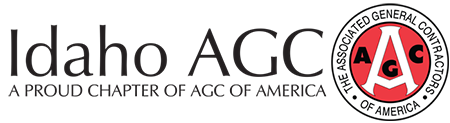 Idaho AGC
A PROUD CHAPTER OF AGC OF AMERICA
THE ASSOCIATED GENERAL CONTRACTORS
AGC
OF AMERICA